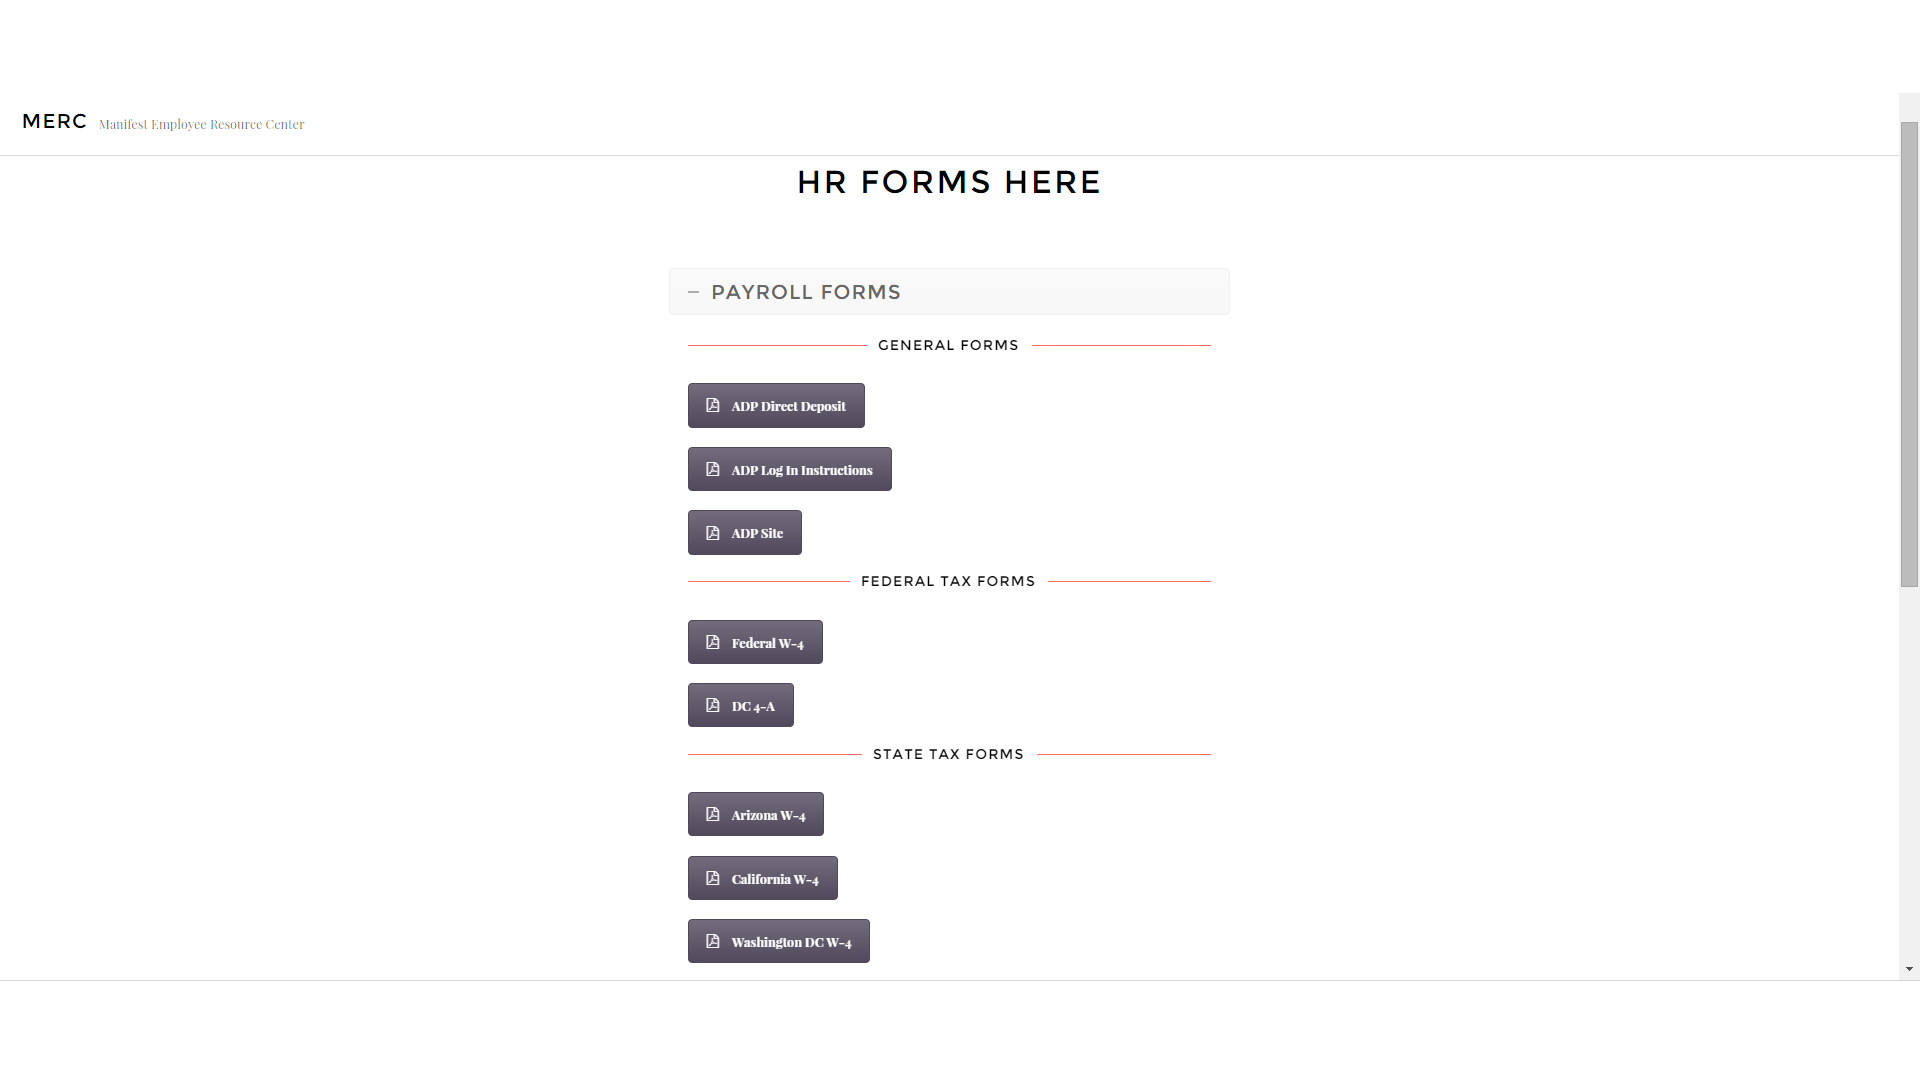 MERC Manifest Employee Resource Center
HR FORMS HERE
PAYROLL FORMS
GENERAL FORMS
ADP Direct Deposit
ADP Log In Instructions
ADP Site
FEDERAL TAX FORMS
Federal W-4
DC 4-A
STATE TAX FORMS
Arizona W-4
California W-4
Washington DC W-4